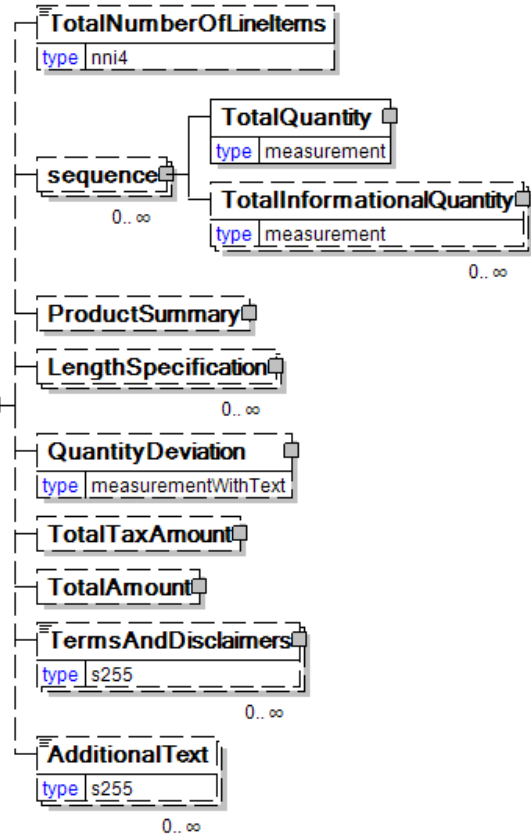 TotalNumberOfLineItems
type nni4
TotalQuantity
type measurement
sequence
0.. ∞
TotalInformationalQuantity
type measurement
0.. ∞
ProductSummary
LengthSpecification
0.. ∞
QuantityDeviation
type measurementWithText
TotalTaxAmount
TotalAmount
TermsAndDisclaimers
type s255
0.. ∞
AdditionalText
type s255
0.. ∞